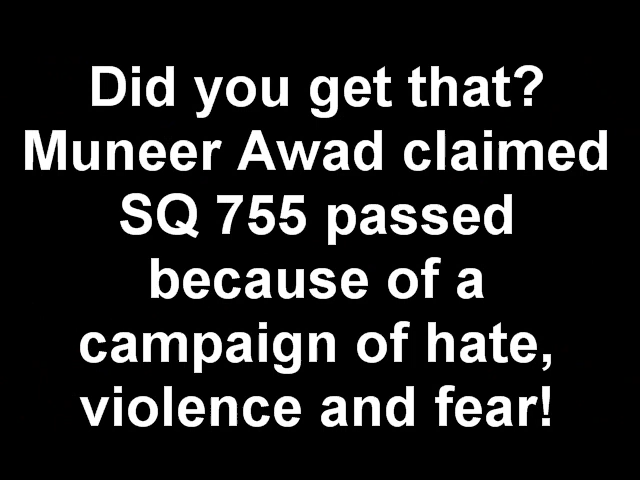 Did you get that?
Muneer Awad claimed
SQ 755 passed
because of a
campaign of hate,
violence and fear!